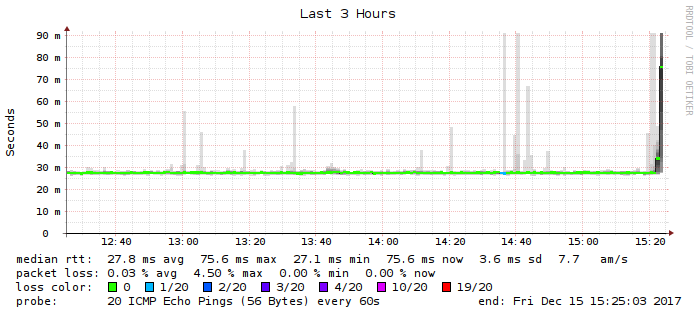 Last 3 Hours
RRDTOOL / TOBI OETIKER
Seconds
90 m
80 m
70 m
60 m
50 m
40 m
30 m
20 m
10 m
0
12:40 13:00 13:20 13:40 14:00 14:20 14:40 15:00 15:20
median rtt: 27.8 ms avg 75.6 ms max 27.1 ms min 75.6 ms now 3.6 ms sd 7.7 am/s
packet loss: 0.03 % avg 4.50 % max 0.00 % min 0.00 % now
loss color: 0 1/20 2/20 3/20 4/20 10/20 19/20
probe: 20 ICMP Echo Pings (56 Bytes) every 60s end: Fri Dec 15 15:25:03 2017